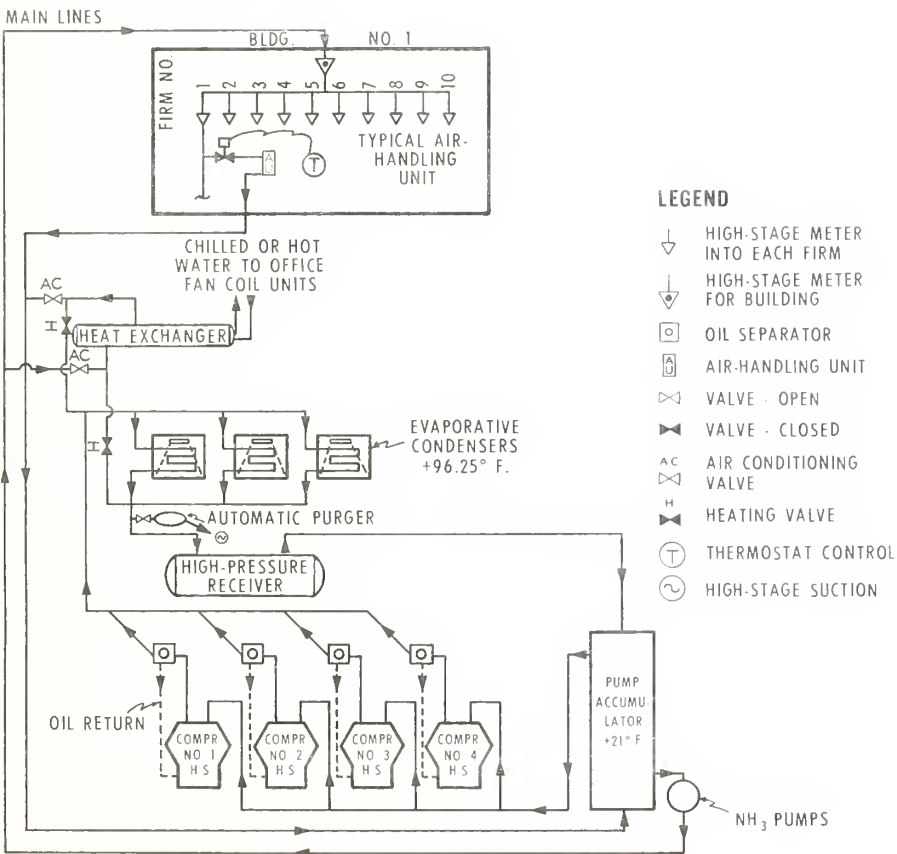 MAIN LINES
BLDG. NO. 1
FIRM NO.
1 2 3 4 5 6 7 8 9 10
TYPICAL AIR-
HANDLING
UNIT
AU
T
CHILLED OR HOT
WATER TO OFFICE
FAN COIL UNITS
AC
H
HEAT EXCHANGER
AC
H
EVAPORATIVE
CONDENSERS
+96.25° F.
AUTOMATIC PURGER
HIGH-PRESSURE
RECEIVER
OIL RETURN
COMPR
NO 1
H S
COMPR
NO 2
H S
COMPR
NO 3
H S
COMPR
NO 4
H S
PUMP
ACCUMU-
LATOR
+21° F
NH3 PUMPS
LEGEND
HIGH-STAGE METER
INTO EACH FIRM
HIGH-STAGE METER
FOR BUILDING
OIL SEPARATOR
AU AIR-HANDLING UNIT
VALVE - OPEN
VALVE - CLOSED
AC AIR CONDITIONING
VALVE
H HEATING VALVE
T THERMOSTAT CONTROL
HIGH-STAGE SUCTION